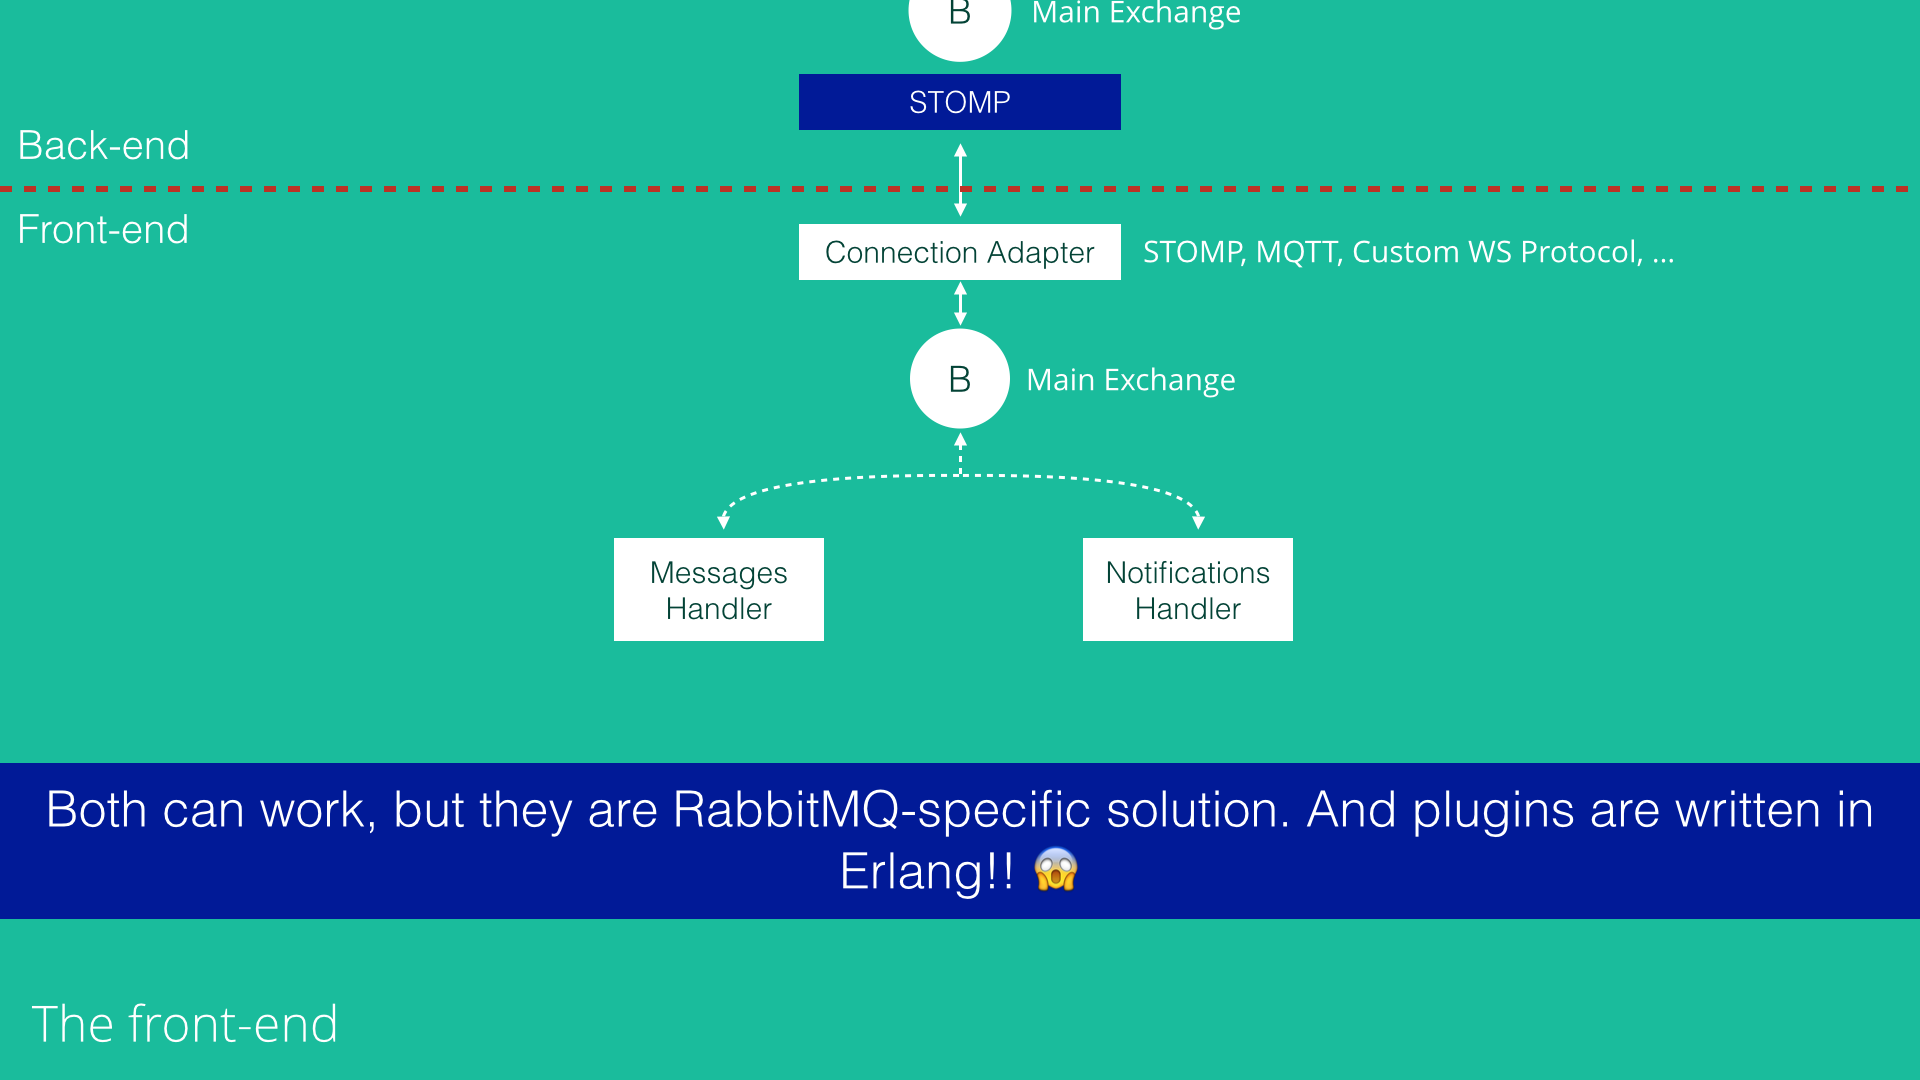 B Main Exchange
STOMP
Back-end
Front-end
Connection Adapter STOMP, MQTT, Custom WS Protocol, ...
B Main Exchange
Messages
Handler
Notifications
Handler
Both can work, but they are RabbitMQ-specific solution. And plugins are written in
Erlang!! 😱
The front-end